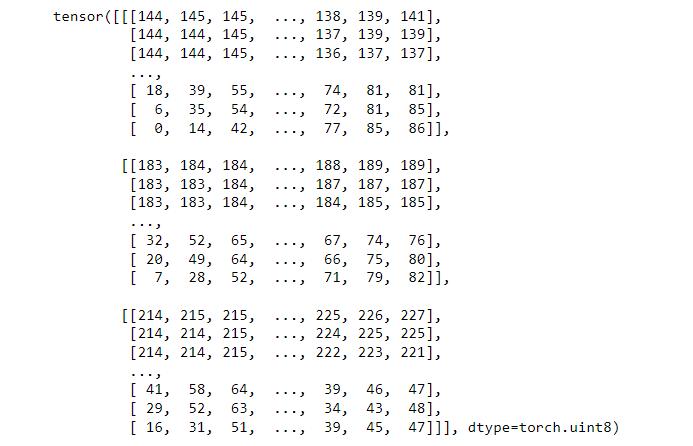 tensor([[[144, 145, 145,  ..., 138, 139, 141],
         [144, 144, 145,  ..., 137, 139, 139],
         [144, 144, 145,  ..., 136, 137, 137],
         ...,
         [ 18,  39,  55,  ...,  74,  81,  81],
         [  6,  35,  54,  ...,  72,  81,  85],
         [  0,  14,  42,  ...,  77,  85,  86]],

        [[183, 184, 184,  ..., 188, 189, 189],
         [183, 183, 184,  ..., 187, 187, 187],
         [183, 183, 184,  ..., 184, 185, 185],
         ...,
         [ 32,  52,  65,  ...,  67,  74,  76],
         [ 20,  49,  64,  ...,  66,  75,  80],
         [  7,  28,  52,  ...,  71,  79,  82]],

        [[214, 215, 215,  ..., 225, 226, 227],
         [214, 214, 215,  ..., 224, 225, 225],
         [214, 214, 215,  ..., 222, 223, 221],
         ...,
         [ 41,  58,  64,  ...,  39,  46,  47],
         [ 29,  52,  63,  ...,  34,  43,  48],
         [ 16,  31,  51,  ...,  39,  45,  47]]], dtype=torch.uint8)